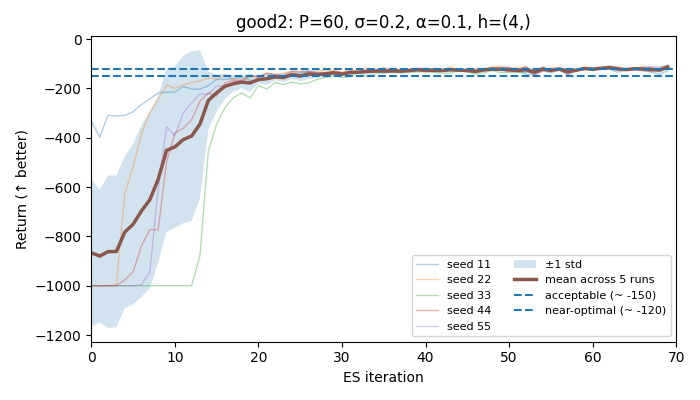 good2: P=60, σ=0.2, α=0.1, h=(4,)
Return (↑ better)
0
−200
−400
−600
−800
−1000
−1200
0 10 20 30 40 50 60 70
ES iteration
seed 11
seed 22
seed 33
seed 44
seed 55
±1 std
mean across 5 runs
acceptable (~ -150)
near-optimal (~ -120)